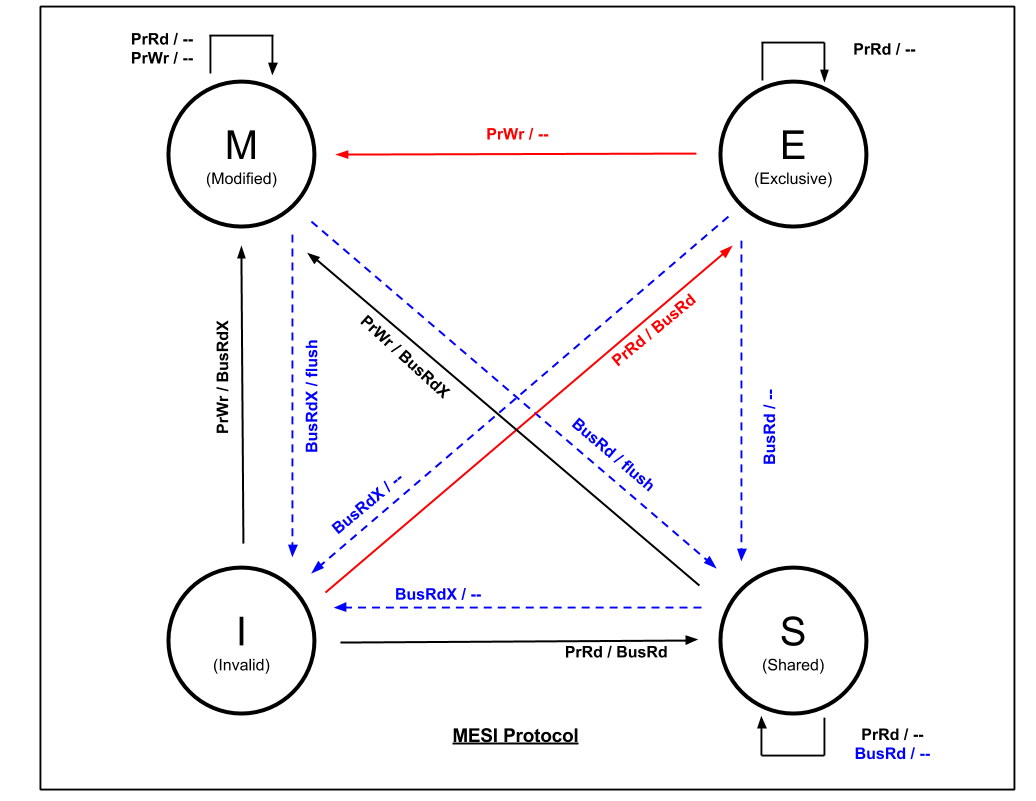 PrRd / --
PrWr / --
PrRd / --
M
(Modified)
E
(Exclusive)
PrWr / --
PrWr / BusRdX
BusRdX / flush
PrWr / BusRdX
PrRd / BusRd
BusRd / --
BusRd / flush
BusRdX / --
BusRdX / --
I
(Invalid)
S
(Shared)
PrRd / BusRd
MESI Protocol
PrRd / --
BusRd / --